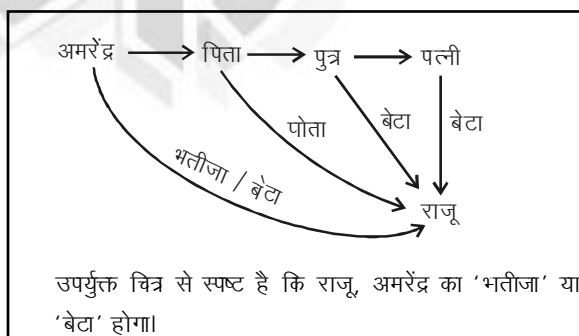 अमरेंद्र पिता पुत्र पत्नी
पोता बेटा बेटा
भतीजा / बेटा
राजू
उपर्युक्त चित्र से स्पष्ट है कि राजू, अमरेंद्र का 'भतीजा' या
'बेटा' होगा।